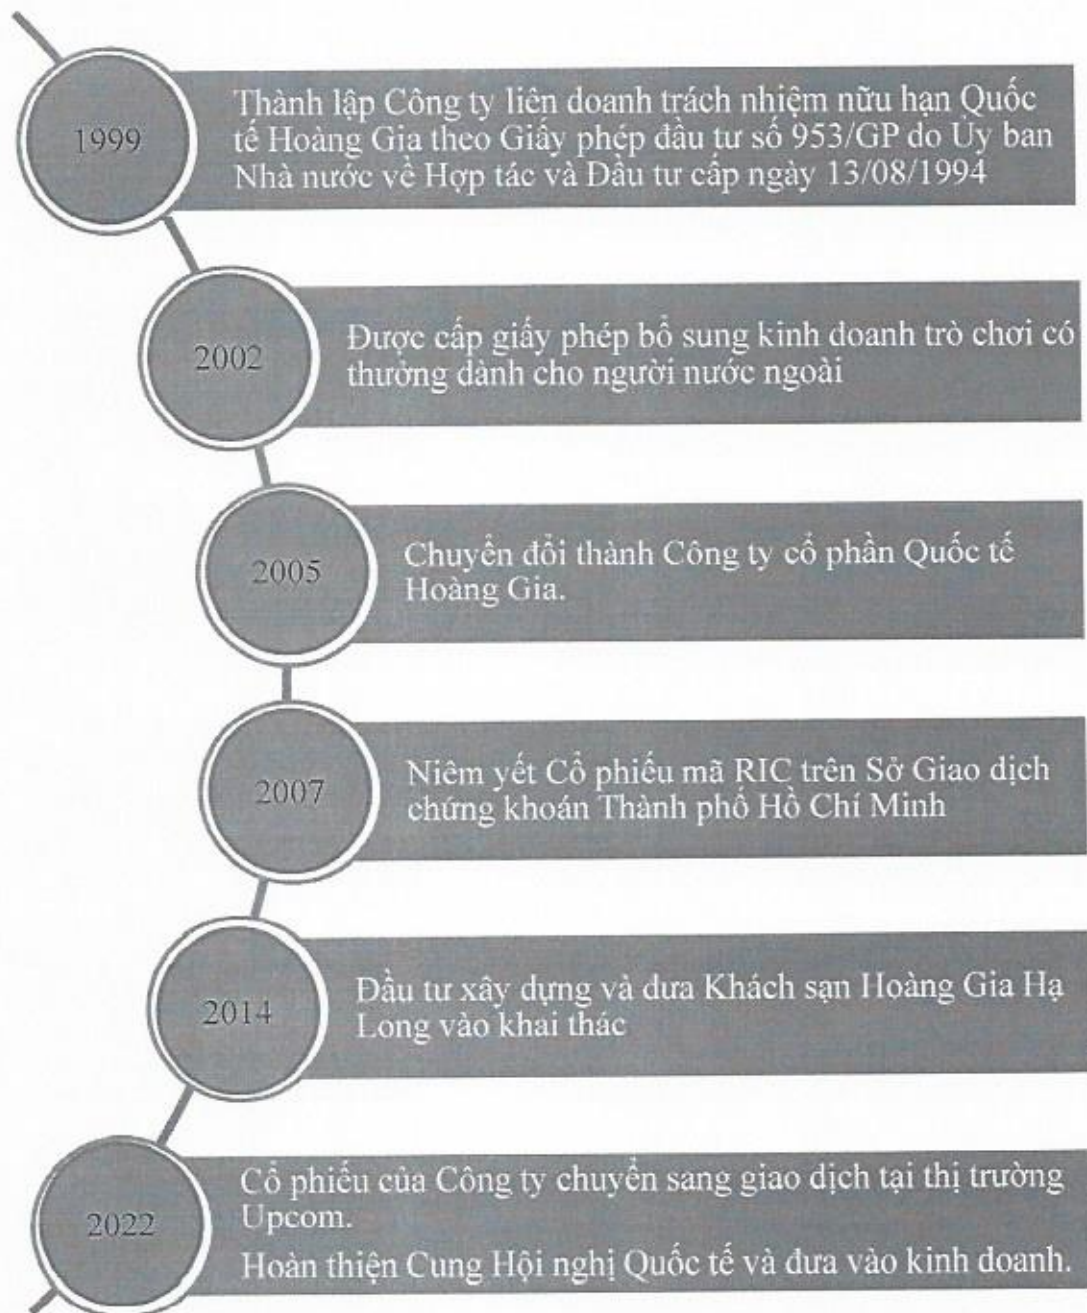 1999
Thành lập Công ty liên doanh trách nhiệm nữu hạn Quốc
tế Hoàng Gia theo Giấy phép đầu tư số 953/GP do Ủy ban
Nhà nước về Hợp tác và Đầu tư cấp ngày 13/08/1994
2002
Được cấp giấy phép bổ sung kinh doanh trò chơi có
thưởng dành cho người nước ngoài
2005
Chuyển đổi thành Công ty cổ phần Quốc tế
Hoàng Gia.
2007
Niêm yết Cổ phiếu mã RIC trên Sở Giao dịch
chứng khoán Thành phố Hồ Chí Minh
2014
Đầu tư xây dựng và đưa Khách sạn Hoàng Gia Hạ
Long vào khai thác
2022
Cổ phiếu của Công ty chuyển sang giao dịch tại thị trường
Upcom.
Hoàn thiện Cung Hội nghị Quốc tế và đưa vào kinh doanh.